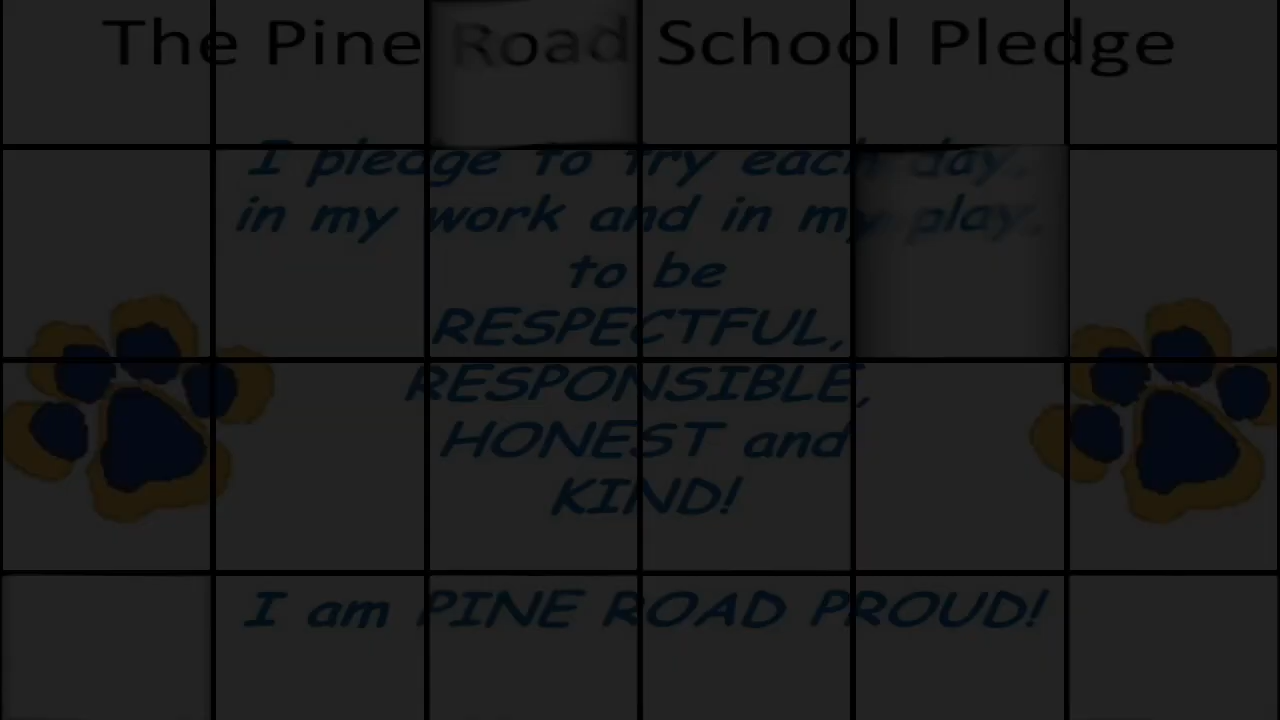 The Pine Road School Pledge
I pledge to try each day,
in my work and in my play,
to be
RESPECTFUL,
RESPONSIBLE,
HONEST and
KIND!
I am PINE ROAD PROUD!